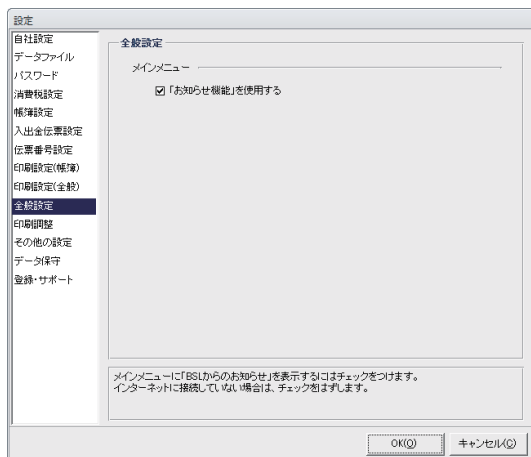 設定
自社設定
データファイル
パスワード
消費税設定
帳簿設定
入出金伝票設定
伝票番号設定
印刷設定(帳簿)
印刷設定(全般)
全般設定
印刷調整
その他の設定
データ保守
登録・サポート
全般設定
メインメニュー
「お知らせ機能」を使用する
メインメニューに「BSLからのお知らせ」を表示するにはチェックをつけます。
インターネットに接続していない場合は、チェックをはずします。
OK(O)
キャンセル(C)